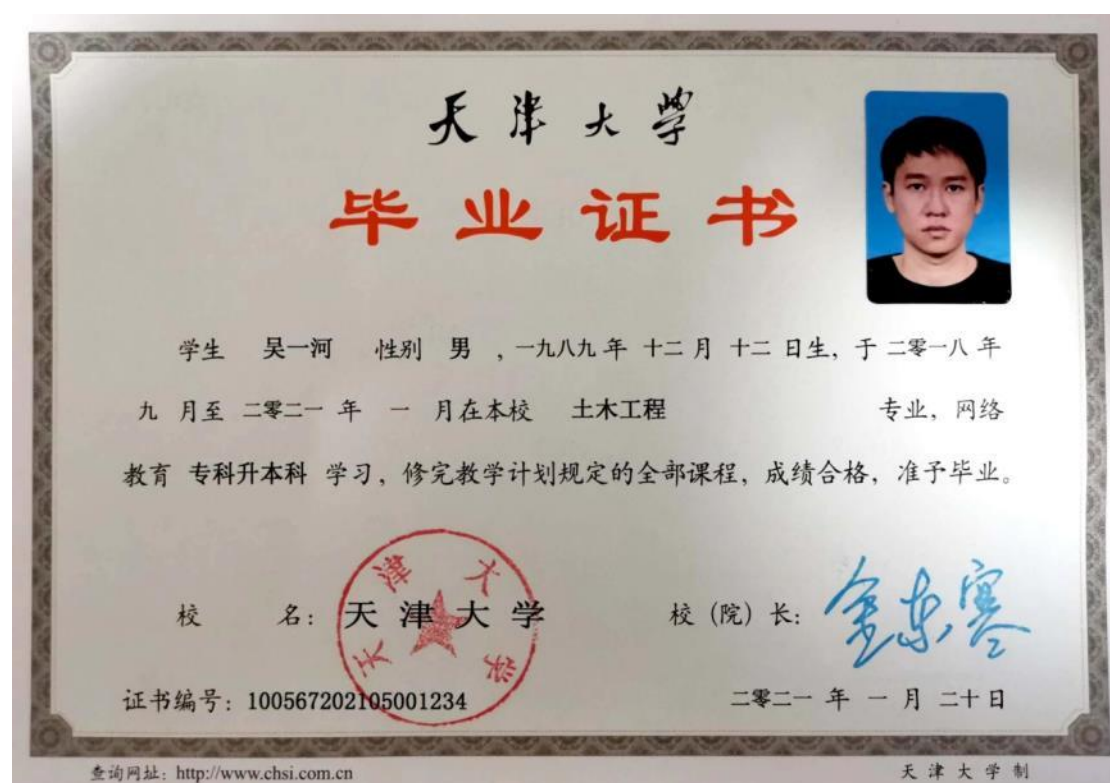 天津大学
毕业证书
学生 吴一河 性别 男 ，一九八九年 十二月 十二 日生，于 二零一八 年
九 月至 二零二一 年 一 月在本校 土木工程 专业，网络
教育 专科升本科 学习，修完教学计划规定的全部课程，成绩合格，准予毕业。
天津大学
校 名：天津大学 校（院）长：金东寒
证书编号：100567202105001234 二零二一 年 一 月 二十日
查询网址：http://www.chsi.com.cn 天津大学制